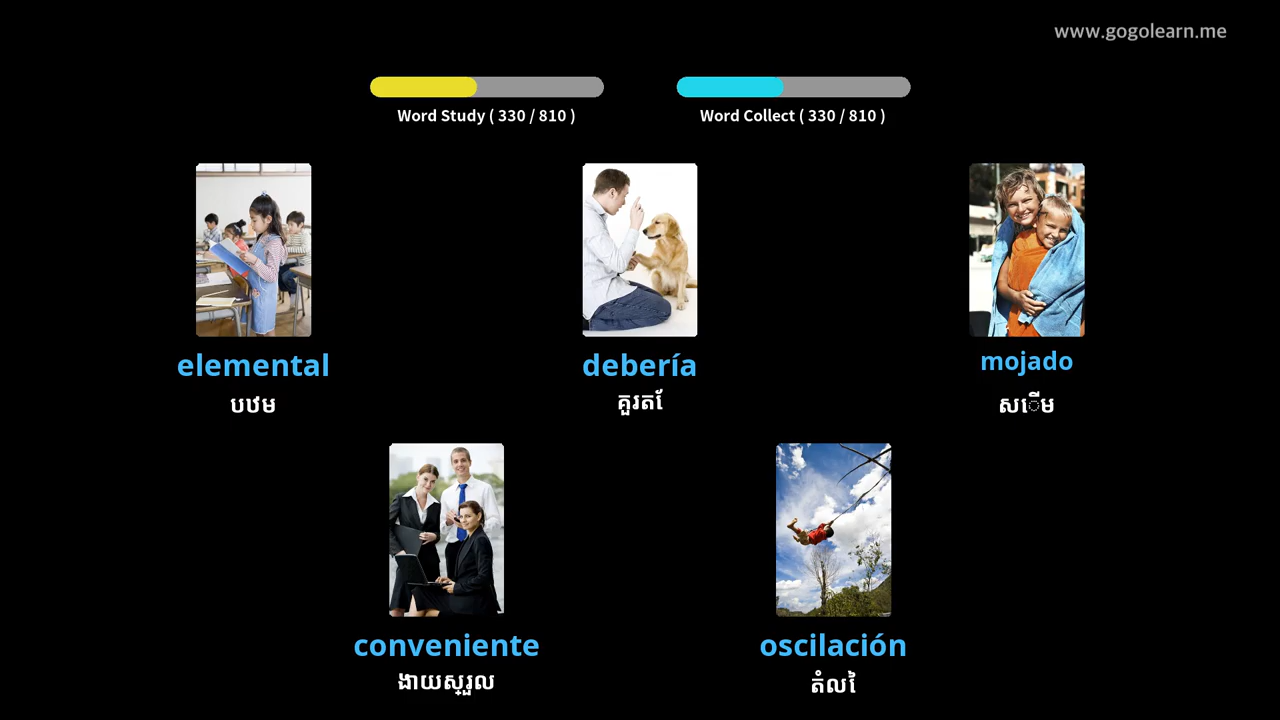 www.gogolearn.me
Word Study ( 330 / 810 )
Word Collect ( 330 / 810 )
elemental
បឋម
debería
គួរតែ
mojado
សើម
conveniente
ងាយស្រួល
oscilación
តំលៃ